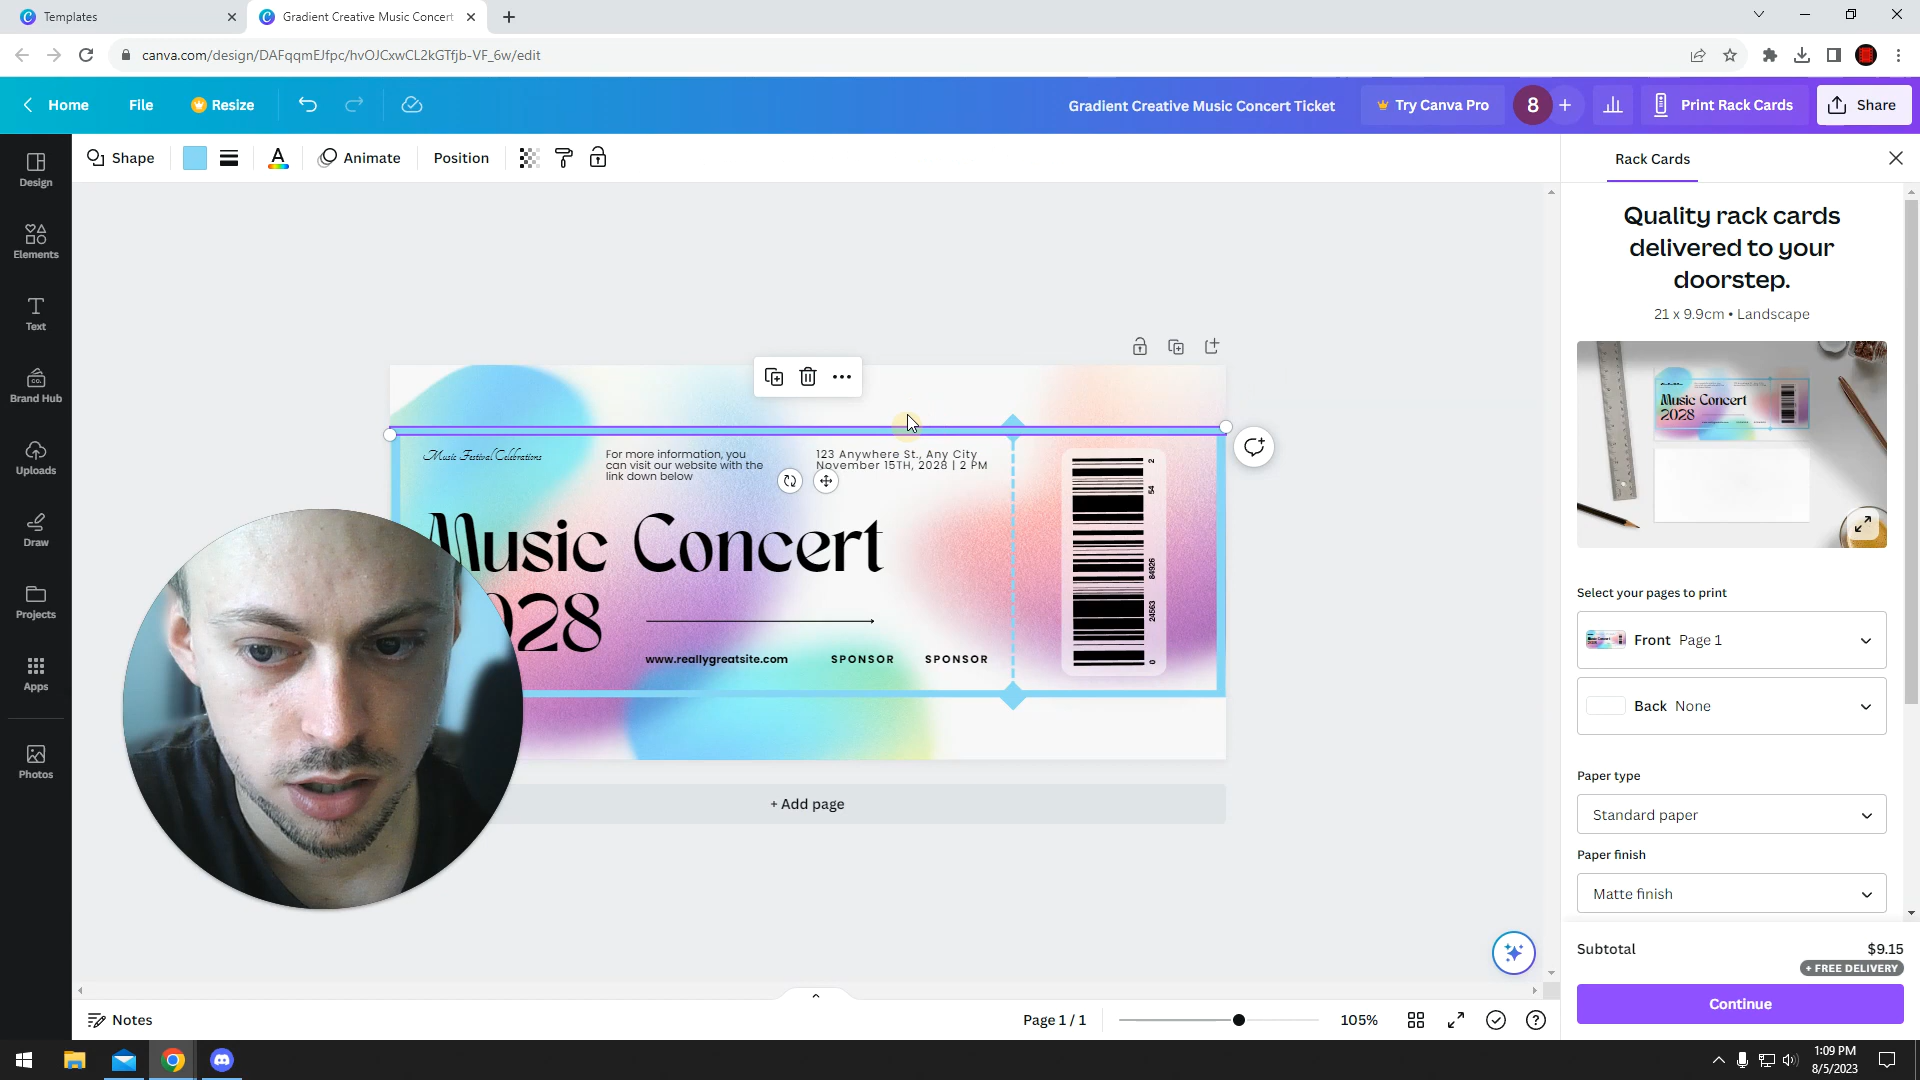 Templates
Gradient Creative Music Concert
canva.com/design/DAFqqmEJfpc/hvOJCxwCL2kGTfjb-VF_6w/edit
Home
File
Resize
Gradient Creative Music Concert Ticket
Try Canva Pro
8
Print Rack Cards
Share
Shape
Animate
Position
Rack Cards
Design
Elements
Text
Brand Hub
Uploads
Draw
Projects
Apps
Photos
Music Festival Celebrations
For more information, you
can visit our website with the
link down below
123 Anywhere St., Any City
November 15TH, 2028 | 2 PM
Music Concert
028
www.reallygreatsite.com
SPONSOR
SPONSOR
0 24563 84926 54 2
+ Add page
Quality rack cards
delivered to your
doorstep.
21 x 9.9cm • Landscape
Music Concert
2028
Select your pages to print
Front Page 1
Back None
Paper type
Standard paper
Paper finish
Matte finish
Subtotal
$9.15
+ FREE DELIVERY
Continue
Notes
Page 1 / 1
105%
1:09 PM
8/5/2023